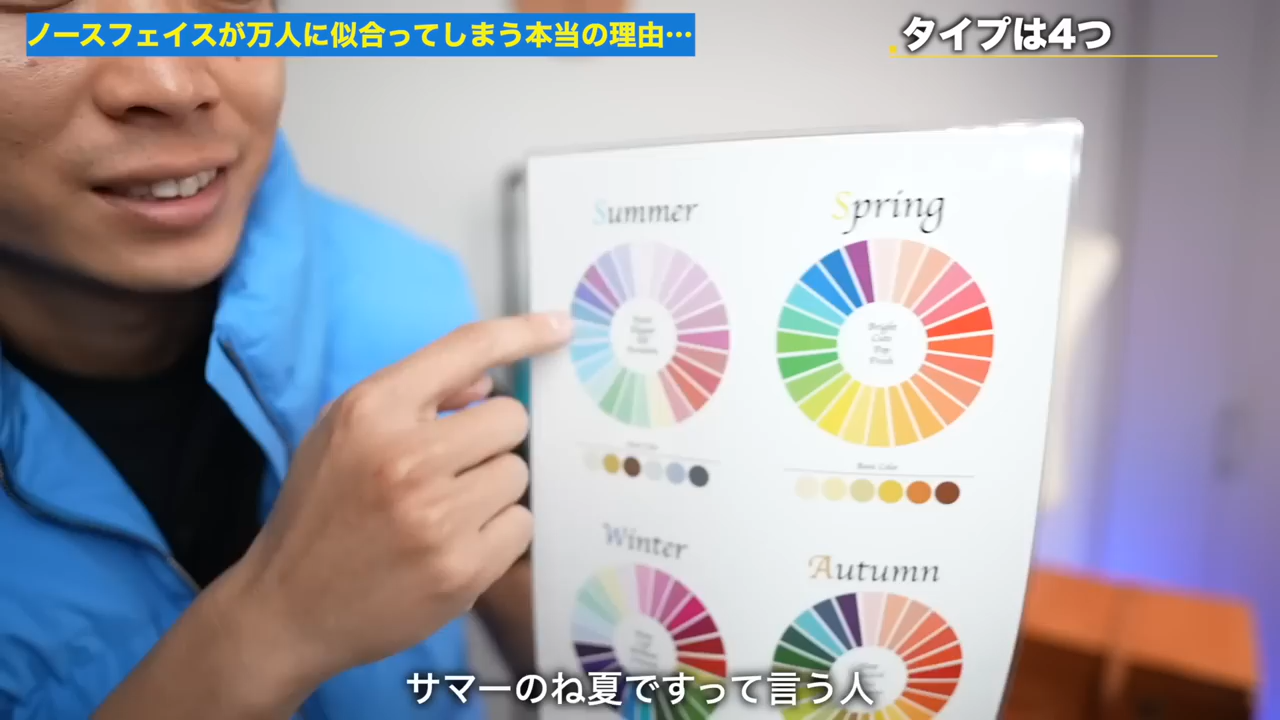 ノースフェイスが万人に似合ってしまう本当の理由…
タイプは4つ
Summer
Spring
Bright
Cute
Pop
Fresh
Basic Color
Winter
Autumn
サマーのね夏ですって言う人